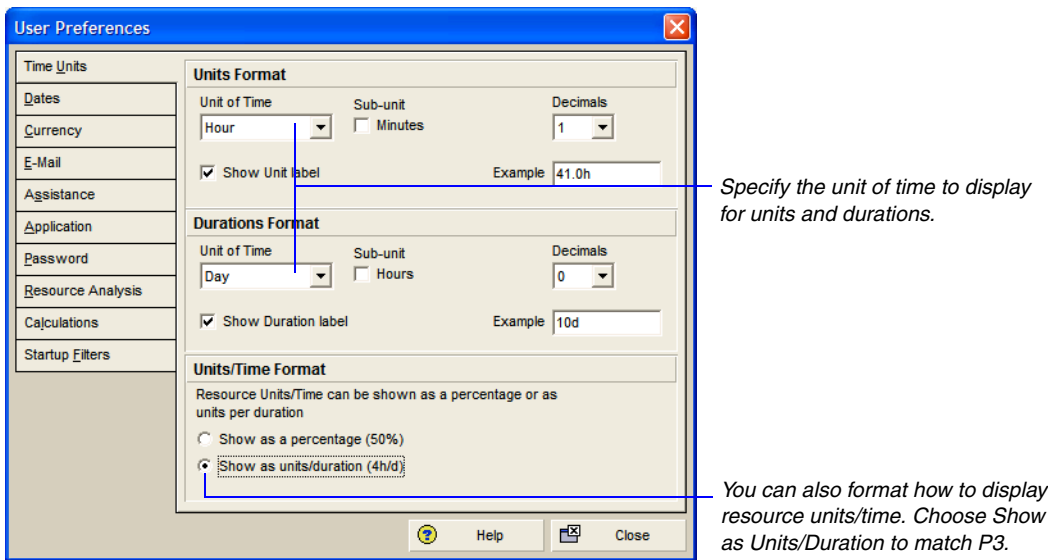 User Preferences
Time Units
Dates
Currency
E-Mail
Assistance
Application
Password
Resource Analysis
Calculations
Startup Filters
Units Format
Unit of Time
Sub-unit
Decimals
Hour
Minutes
1
Show Unit label
Example
41.0h
Durations Format
Unit of Time
Sub-unit
Decimals
Day
Hours
0
Show Duration label
Example
10d
Units/Time Format
Resource Units/Time can be shown as a percentage or as
units per duration
Show as a percentage (50%)
Show as units/duration (4h/d)
Help
Close
Specify the unit of time to display
for units and durations.
You can also format how to display
resource units/time. Choose Show
as Units/Duration to match P3.